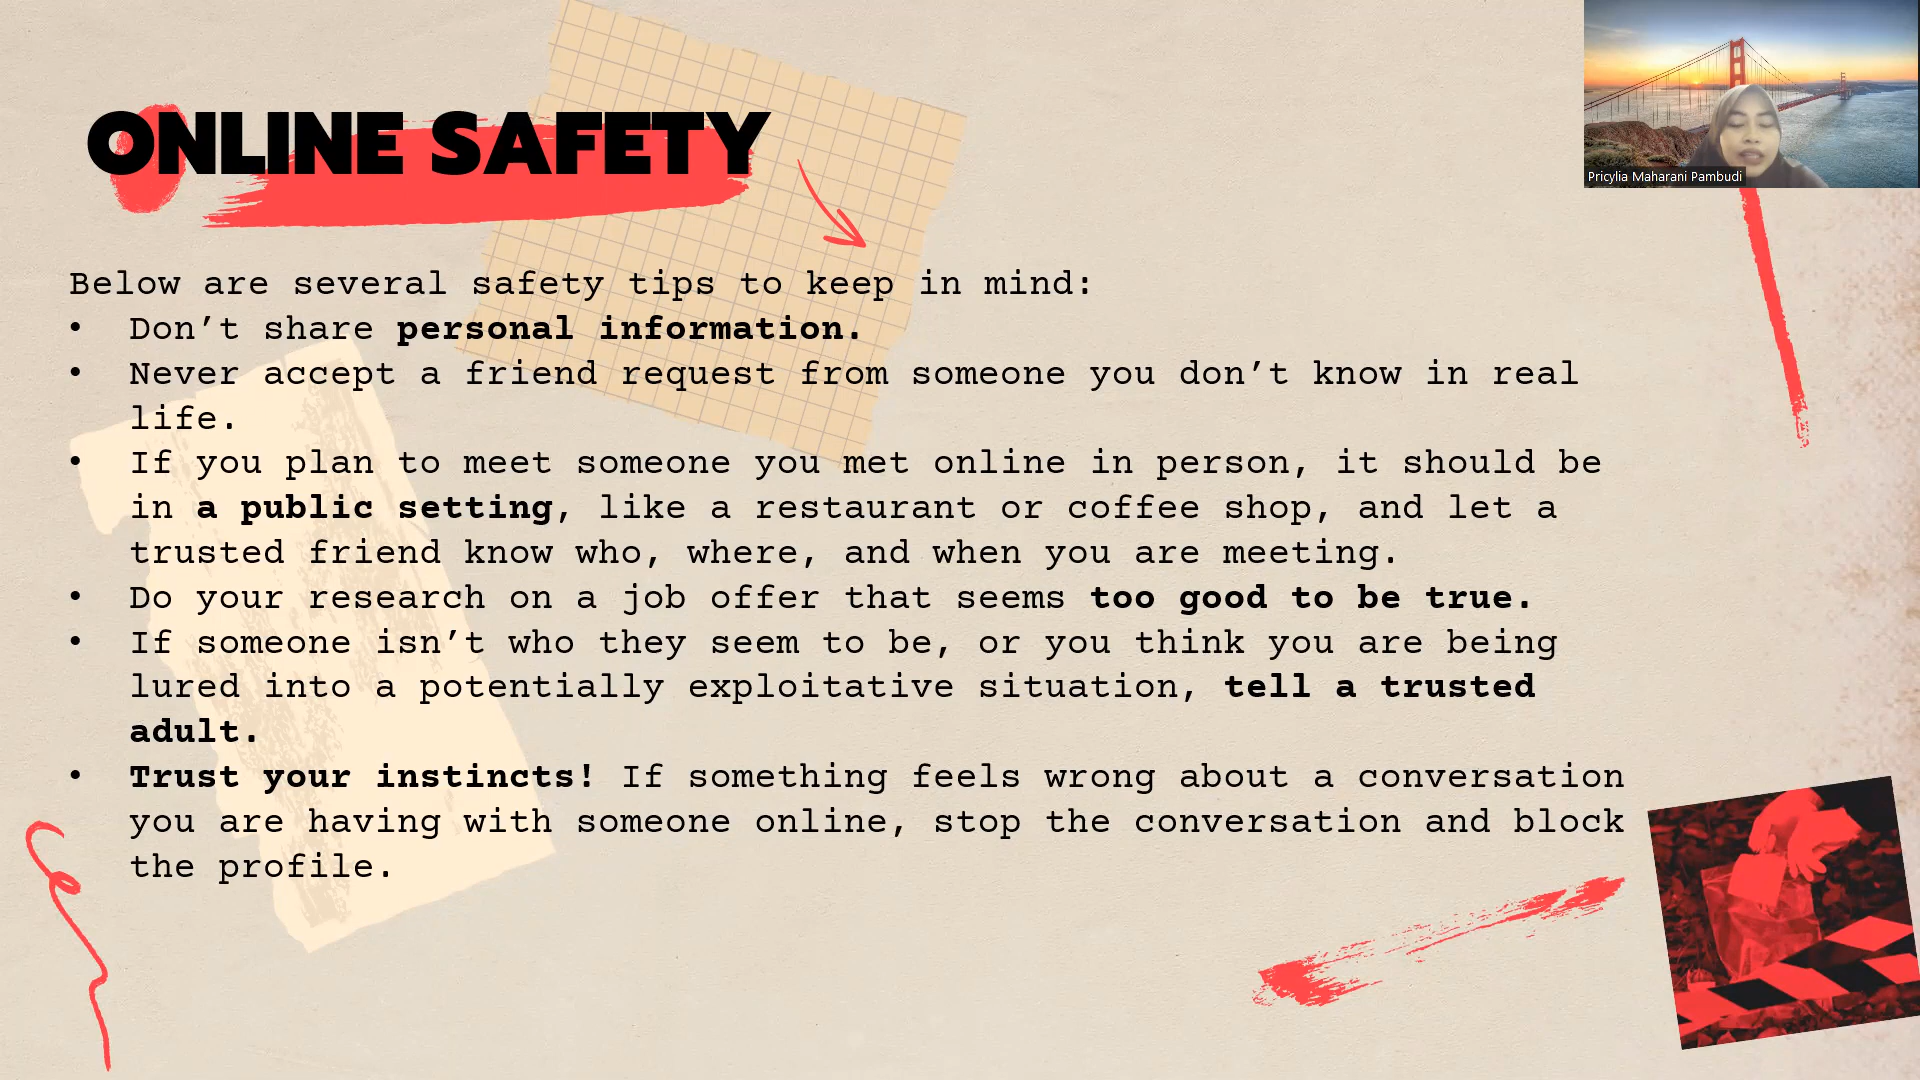 ONLINE SAFETY
Pricylia Maharani Pambudi
Below are several safety tips to keep in mind:
• Don’t share personal information.
• Never accept a friend request from someone you don’t know in real
life.
• If you plan to meet someone you met online in person, it should be
in a public setting, like a restaurant or coffee shop, and let a
trusted friend know who, where, and when you are meeting.
• Do your research on a job offer that seems too good to be true.
• If someone isn’t who they seem to be, or you think you are being
lured into a potentially exploitative situation, tell a trusted
adult.
• Trust your instincts! If something feels wrong about a conversation
you are having with someone online, stop the conversation and block
the profile.